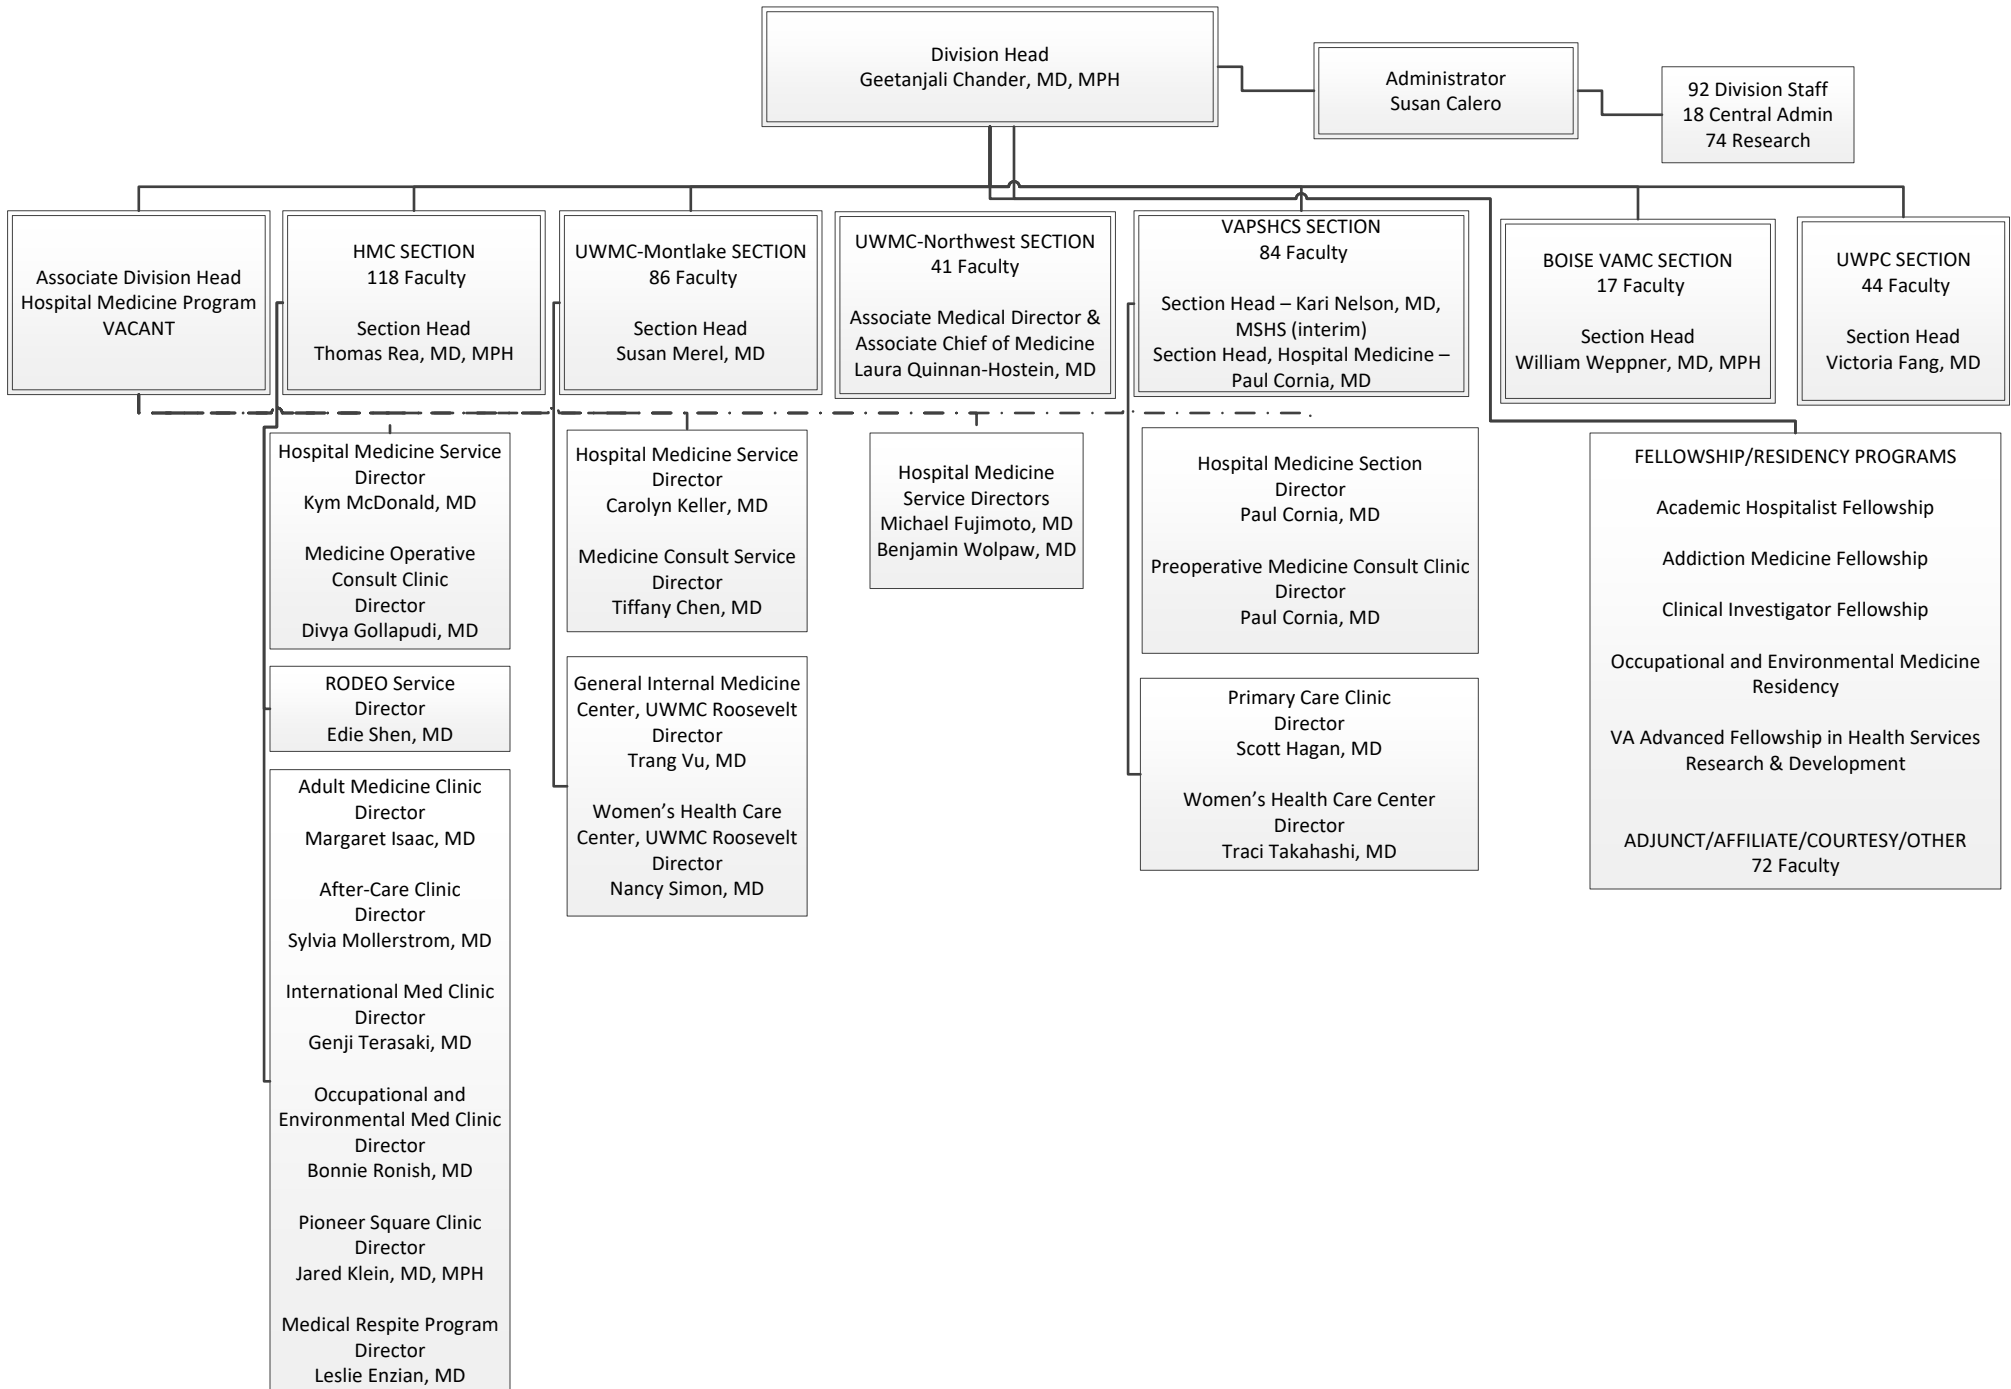 Division Head
Geetanjali Chander, MD, MPH
Administrator
Susan Calero
92 Division Staff
18 Central Admin
74 Research
Associate Division Head
Hospital Medicine Program
VACANT
HMC SECTION
118 Faculty
Section Head
Thomas Rea, MD, MPH
UWMC-Montlake SECTION
86 Faculty
Section Head
Susan Merel, MD
UWMC-Northwest SECTION
41 Faculty
Associate Medical Director &
Associate Chief of Medicine
Laura Quinnan-Hostein, MD
VAPSHCS SECTION
84 Faculty
Section Head – Kari Nelson, MD,
MSHS (interim)
Section Head, Hospital Medicine –
Paul Cornia, MD
BOISE VAMC SECTION
17 Faculty
Section Head
William Weppner, MD, MPH
UWPC SECTION
44 Faculty
Section Head
Victoria Fang, MD
Hospital Medicine Service
Director
Kym McDonald, MD
Medicine Operative
Consult Clinic
Director
Divya Gollapudi, MD
RODEO Service
Director
Edie Shen, MD
Adult Medicine Clinic
Director
Margaret Isaac, MD
After-Care Clinic
Director
Sylvia Mollerstrom, MD
International Med Clinic
Director
Genji Terasaki, MD
Occupational and
Environmental Med Clinic
Director
Bonnie Ronish, MD
Pioneer Square Clinic
Director
Jared Klein, MD, MPH
Medical Respite Program
Director
Leslie Enzian, MD
Hospital Medicine Service
Director
Carolyn Keller, MD
Medicine Consult Service
Director
Tiffany Chen, MD
General Internal Medicine
Center, UWMC Roosevelt
Director
Trang Vu, MD
Women's Health Care
Center, UWMC Roosevelt
Director
Nancy Simon, MD
Hospital Medicine
Service Directors
Michael Fujimoto, MD
Benjamin Wolpaw, MD
Hospital Medicine Section
Director
Paul Cornia, MD
Preoperative Medicine Consult Clinic
Director
Paul Cornia, MD
Primary Care Clinic
Director
Scott Hagan, MD
Women's Health Care Center
Director
Traci Takahashi, MD
FELLOWSHIP/RESIDENCY PROGRAMS
Academic Hospitalist Fellowship
Addiction Medicine Fellowship
Clinical Investigator Fellowship
Occupational and Environmental Medicine
Residency
VA Advanced Fellowship in Health Services
Research & Development
ADJUNCT/AFFILIATE/COURTESY/OTHER
72 Faculty